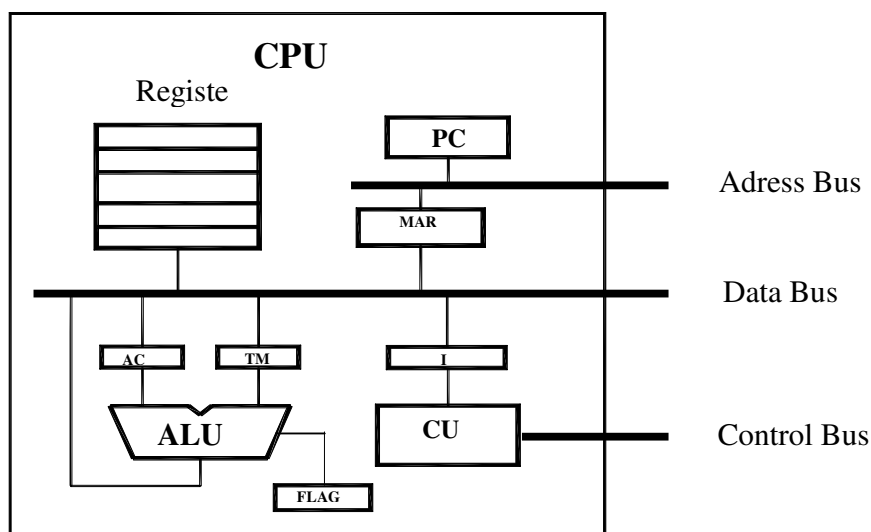 CPU
Registe
PC
Adress Bus
MAR
Data Bus
AC
TM
I
ALU
CU
Control Bus
FLAG